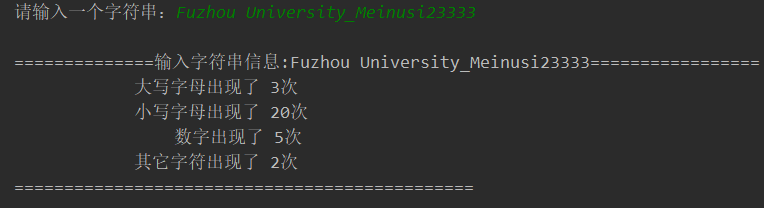 请输入一个字符串：Fuzhou University_Meinusi23333
==============输入字符串信息:Fuzhou University_Meinusi23333=================
大写字母出现了 3次
小写字母出现了 20次
数字出现了 5次
其它字符出现了 2次
==============================================